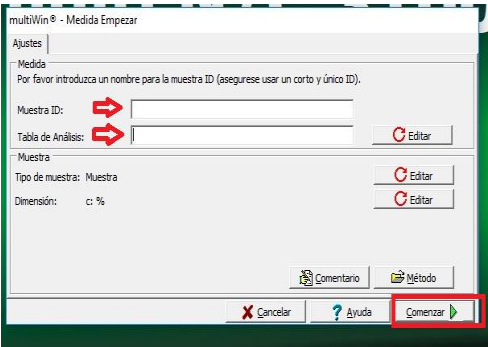 multiWin® - Medida Empezar
Ajustes
Medida
Por favor introduzca un nombre para la muestra ID (asegurese usar un corto y único ID).
Muestra ID:
Tabla de Análisis:
Editar
Muestra
Tipo de muestra: Muestra
Editar
Dimensión: c: %
Editar
Comentario
Método
Cancelar
Ayuda
Comenzar